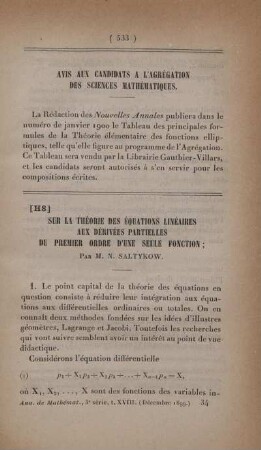 ( 533 )
AVIS AUX CANDIDATS A L'AGRÉGATION
DES SCIENCES MATHÉMATIQUES.
La Rédaction des Nouvelles Annales publiera dans le
numéro de janvier 1900 le Tableau des principales for-
mules de la Théorie élémentaire des fonctions ellip-
tiques, telle qu'elle figure au programme de l'Agrégation.
Ce Tableau sera vendu par la Librairie Gauthier-Villars,
et les candidats seront autorisés à s'en servir pour les
compositions écrites.
[H8.]
SUR LA THÉORIE DES ÉQUATIONS LINÉAIRES
AUX DÉRIVÉES PARTIELLES
DU PREMIER ORDRE D'UNE SEULE FONCTION;
PAR M. N. SALTYKOW.
1. Le point capital de la théorie des équations en
question consiste à réduire leur intégration aux équa-
tions aux différentielles ordinaires ou totales. On en
connaît deux méthodes fondées sur les idées d'illustres
géomètres, Lagrange et Jacobi. Toutefois les recherches
qui vont suivre semblent avoir un intérêt au point de
vue didactique.
Considérons l'équation différentielle
(1) p₁ + X₁p₂ + X₂p₃ + ... + Xₙ₋₁pₙ = X,
où X₁, X₂, ..., X sont des fonctions des variables in-
Ann. de Mathémat., 3e série, t. XVIII. (Décembre 1899). 34